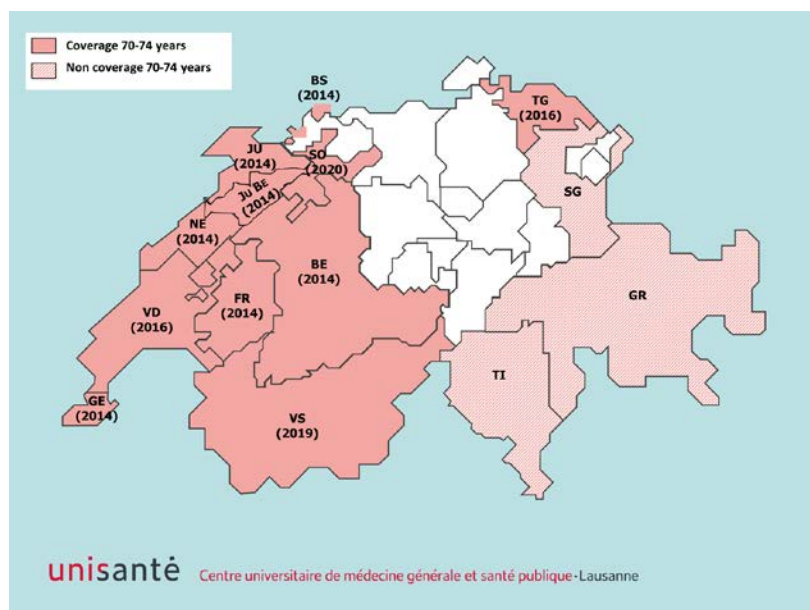 Coverage 70-74 years
Non coverage 70-74 years
BS
(2014)
TG
(2016)
JU
(2014)
SO
(2020)
Ju Be
(2014)
SG
NE
(2014)
BE
(2014)
VD
(2016)
FR
(2014)
GR
TI
GE
(2014)
VS
(2019)
unisanté Centre universitaire de médecine générale et santé publique · Lausanne